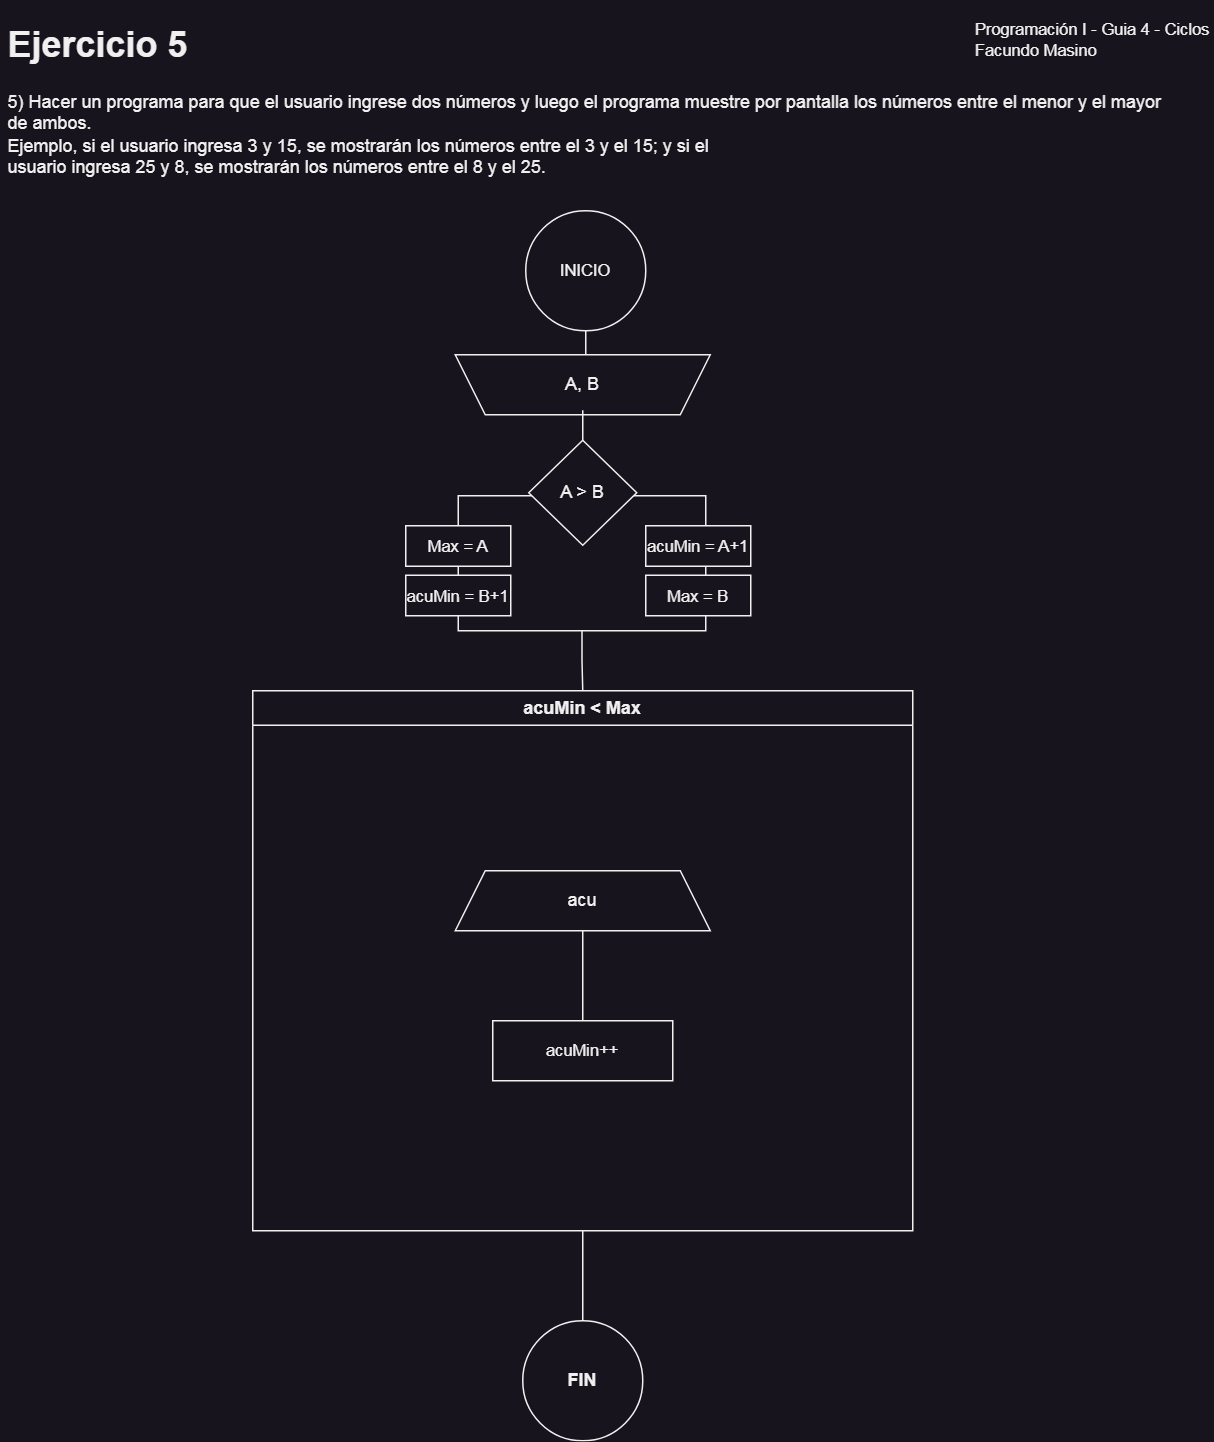 Ejercicio 5
Programación I - Guia 4 - Ciclos
Facundo Masino
5) Hacer un programa para que el usuario ingrese dos números y luego el programa muestre por pantalla los números entre el menor y el mayor
de ambos.
Ejemplo, si el usuario ingresa 3 y 15, se mostrarán los números entre el 3 y el 15; y si el
usuario ingresa 25 y 8, se mostrarán los números entre el 8 y el 25.
INICIO
A, B
A > B
Max = A
acuMin = A+1
acuMin = B+1
Max = B
acuMin < Max
acu
acuMin++
FIN